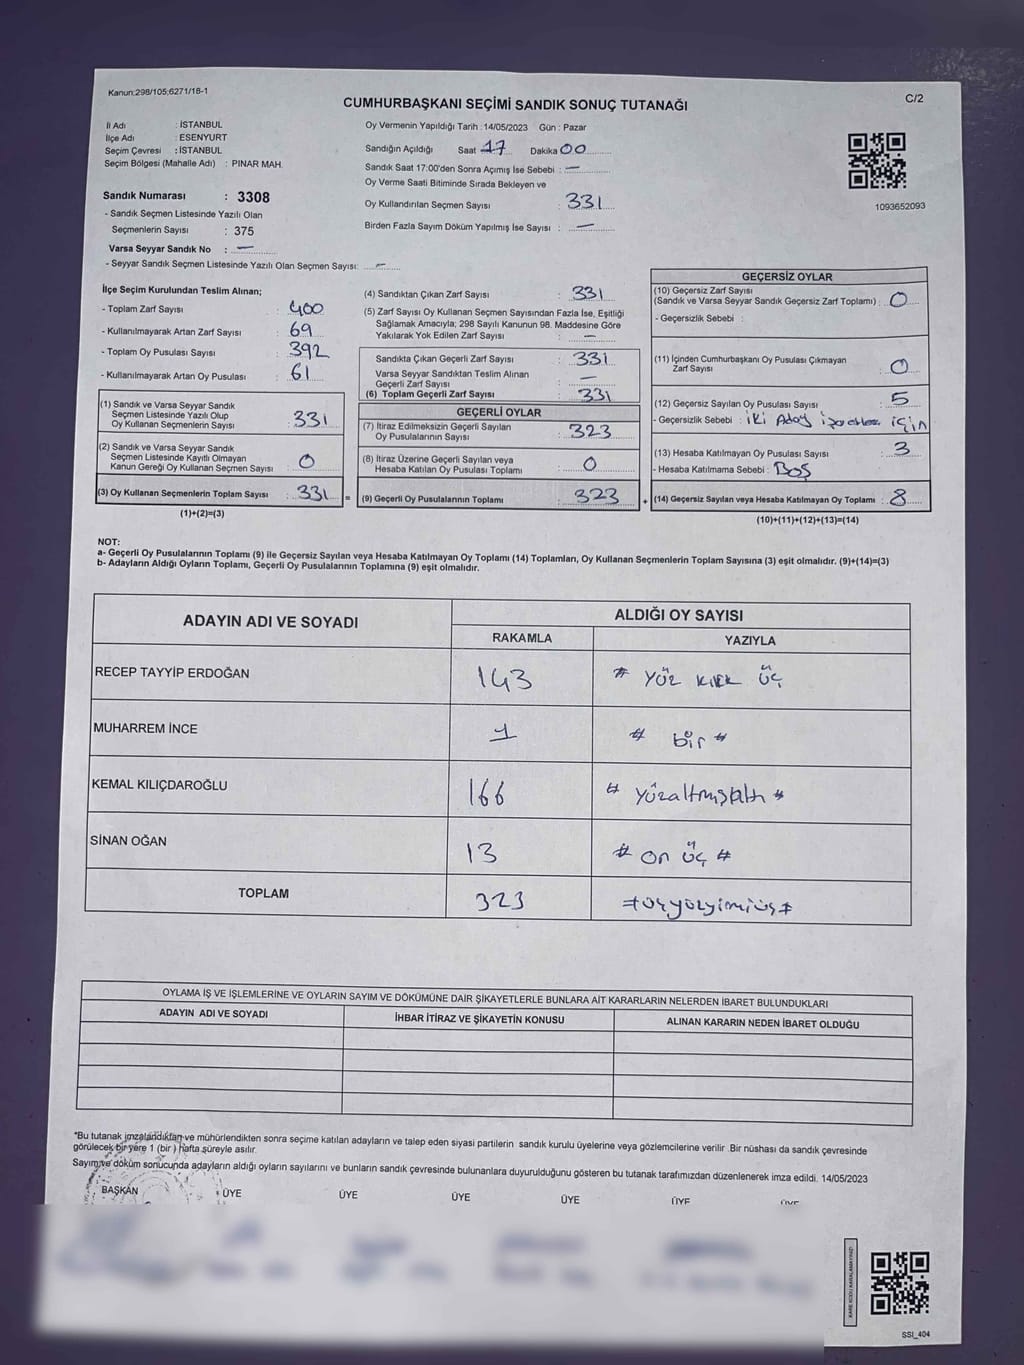 Kanun:298/105;6271/18-1
CUMHURBAŞKANI SEÇİMİ SANDIK SONUÇ TUTANAĞI
C/2
İl Adı : İSTANBUL
İlçe Adı : ESENYURT
Seçim Çevresi : İSTANBUL
Seçim Bölgesi (Mahalle Adı) : PINAR MAH.
Sandık Numarası : 3308
- Sandık Seçmen Listesinde Yazılı Olan
Seçmenlerin Sayısı : 375
Varsa Seyyar Sandık No : —
- Seyyar Sandık Seçmen Listesinde Yazılı Olan Seçmen Sayısı: —
Oy Vermenin Yapıldığı Tarih : 14/05/2023 Gün : Pazar
Sandığın Açıldığı Saat 17 Dakika 00
Sandık Saat 17:00'den Sonra Açımış İse Sebebi : —
Oy Verme Saati Bitiminde Sırada Bekleyen ve
Oy Kullandırılan Seçmen Sayısı : 331
Birden Fazla Sayım Döküm Yapılmış İse Sayısı : —
1093652093
İlçe Seçim Kurulundan Teslim Alınan;
- Toplam Zarf Sayısı : 400
- Kullanılmayarak Artan Zarf Sayısı : 69
- Toplam Oy Pusulası Sayısı : 392
- Kullanılmayarak Artan Oy Pusulası : 61
(1) Sandık ve Varsa Seyyar Sandık
Seçmen Listesinde Yazılı Olup
Oy Kullanan Seçmenlerin Sayısı : 331
(2) Sandık ve Varsa Seyyar Sandık
Seçmen Listesinde Kayıtlı Olmayan
Kanun Gereği Oy Kullanan Seçmen Sayısı : 0
(3) Oy Kullanan Seçmenlerin Toplam Sayısı : 331 =
(1)+(2)=(3)
(4) Sandıktan Çıkan Zarf Sayısı : 331
(5) Zarf Sayısı Oy Kullanan Seçmen Sayısından Fazla İse, Eşitliği
Sağlamak Amacıyla; 298 Sayılı Kanunun 98. Maddesine Göre
Yakılarak Yok Edilen Zarf Sayısı : —
Sandıkta Çıkan Geçerli Zarf Sayısı : 331
Varsa Seyyar Sandıktan Teslim Alınan
Geçerli Zarf Sayısı : —
(6) Toplam Geçerli Zarf Sayısı : 331
GEÇERLİ OYLAR
(7) İtiraz Edilmeksizin Geçerli Sayılan
Oy Pusulalarının Sayısı : 323
(8) İtiraz Üzerine Geçerli Sayılan veya
Hesaba Katılan Oy Pusulası Toplamı : 0
(9) Geçerli Oy Pusulalarının Toplamı : 323 +
GEÇERSİZ OYLAR
(10) Geçersiz Zarf Sayısı
(Sandık ve Varsa Seyyar Sandık Geçersiz Zarf Toplamı) : 0
- Geçersizlik Sebebi :
(11) İçinden Cumhurbaşkanı Oy Pusulası Çıkmayan
Zarf Sayısı : 0
(12) Geçersiz Sayılan Oy Pusulası Sayısı : 5
- Geçersizlik Sebebi : iki Aday için
(13) Hesaba Katılmayan Oy Pusulası Sayısı : 3
- Hesaba Katılmama Sebebi : BOŞ
(14) Geçersiz Sayılan veya Hesaba Katılmayan Oy Toplamı : 8
(10)+(11)+(12)+(13)=(14)
NOT:
a- Geçerli Oy Pusulalarının Toplamı (9) ile Geçersiz Sayılan veya Hesaba Katılmayan Oy Toplamı (14) Toplamları, Oy Kullanan Seçmenlerin Toplam Sayısına (3) eşit olmalıdır. (9)+(14)=(3)
b- Adayların Aldığı Oyların Toplamı, Geçerli Oy Pusulalarının Toplamına (9) eşit olmalıdır.
ADAYIN ADI VE SOYADI
ALDIĞI OY SAYISI
RAKAMLA
YAZIYLA
RECEP TAYYİP ERDOĞAN 143 # YÜZ KIRK ÜÇ
MUHARREM İNCE 1 # bir #
KEMAL KILIÇDAROĞLU 166 # Yüzaltmışaltı #
SİNAN OĞAN 13 # on üç #
TOPLAM 323 #üçyüzyirmiüç#
OYLAMA İŞ VE İŞLEMLERİNE VE OYLARIN SAYIM VE DÖKÜMÜNE DAİR ŞİKAYETLERLE BUNLARA AİT KARARLARIN NELERDEN İBARET BULUNDUKLARI
ADAYIN ADI VE SOYADI
İHBAR İTİRAZ VE ŞİKAYETİN KONUSU
ALINAN KARARIN NEDEN İBARET OLDUĞU
*Bu tutanak imzalandıktan ve mühürlendikten sonra seçime katılan adayların ve talep eden siyasi partilerin sandık kurulu üyelerine veya gözlemcilerine verilir. Bir nüshası da sandık çevresinde
görülecek bir yere 1 (bir ) hafta süreyle asılır.
Sayım ve döküm sonucunda adayların aldığı oyların sayılarını ve bunların sandık çevresinde bulunanlara duyurulduğunu gösteren bu tutanak tarafımızdan düzenlenerek imza edildi. 14/05/2023
BAŞKAN ÜYE ÜYE ÜYE ÜYE ÜYE ÜYE
KARE KODU KARALAMAYINIZ!
SSİ_404